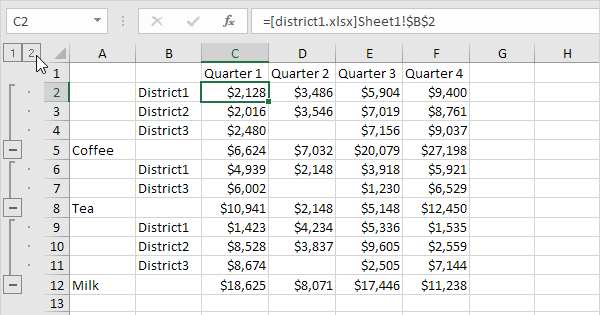 C2 fx =[district1.xlsx]Sheet1!$B$2
1 2 A B C D E F G H
1 Quarter 1 Quarter 2 Quarter 3 Quarter 4
2 District1 $2,128 $3,486 $5,904 $9,400
3 District2 $2,016 $3,546 $7,019 $8,761
4 District3 $2,480 $7,156 $9,037
5 Coffee $6,624 $7,032 $20,079 $27,198
6 District1 $4,939 $2,148 $3,918 $5,921
7 District3 $6,002 $1,230 $6,529
8 Tea $10,941 $2,148 $5,148 $12,450
9 District1 $1,423 $4,234 $5,336 $1,535
10 District2 $8,528 $3,837 $9,605 $2,559
11 District3 $8,674 $2,505 $7,144
12 Milk $18,625 $8,071 $17,446 $11,238
13